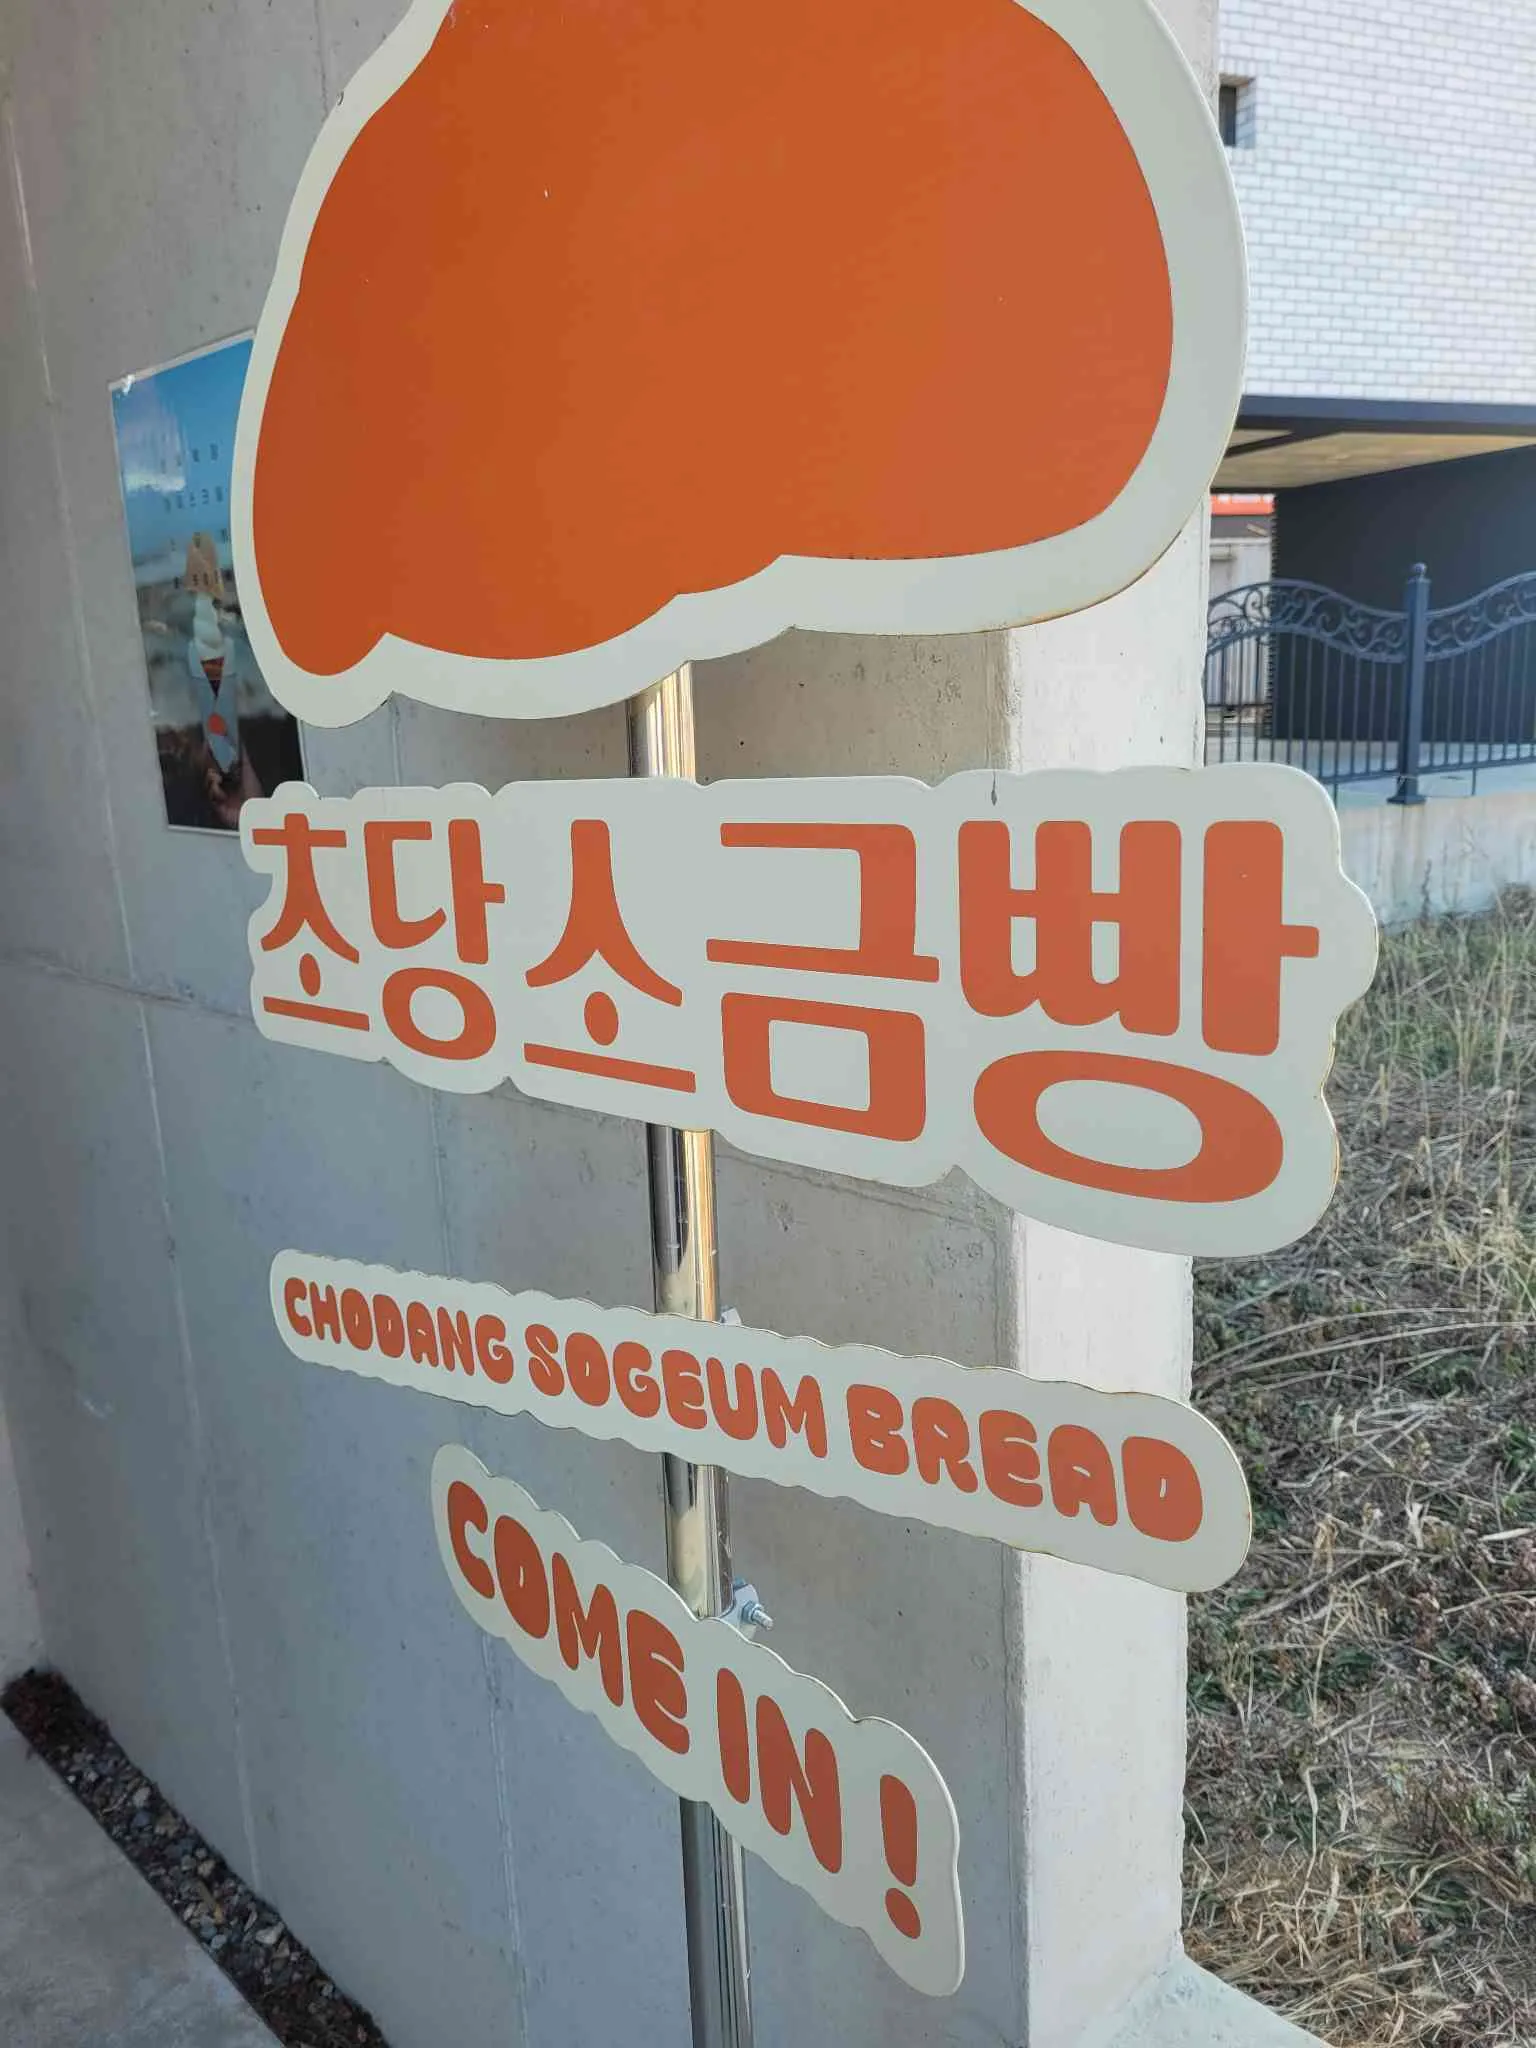 초당소금빵
CHODANG SOGEUM BREAD
COME IN!